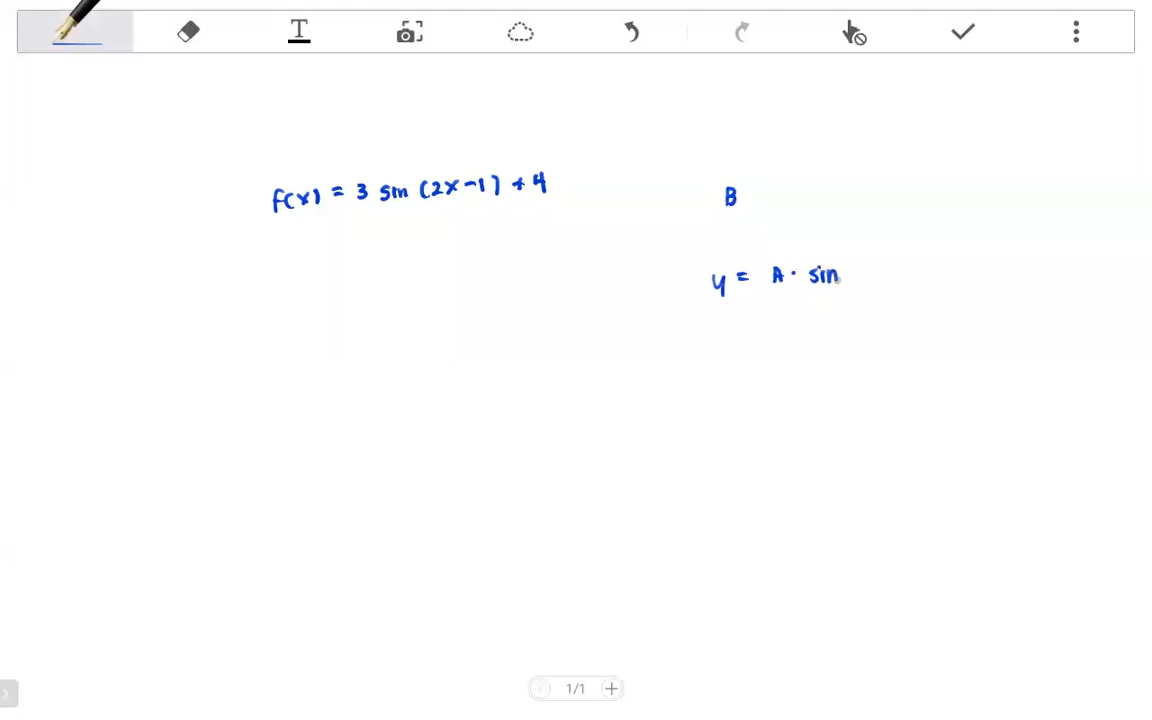 T
f(x) = 3 sin (2x-1) + 4
B
y = A · sin
1/1